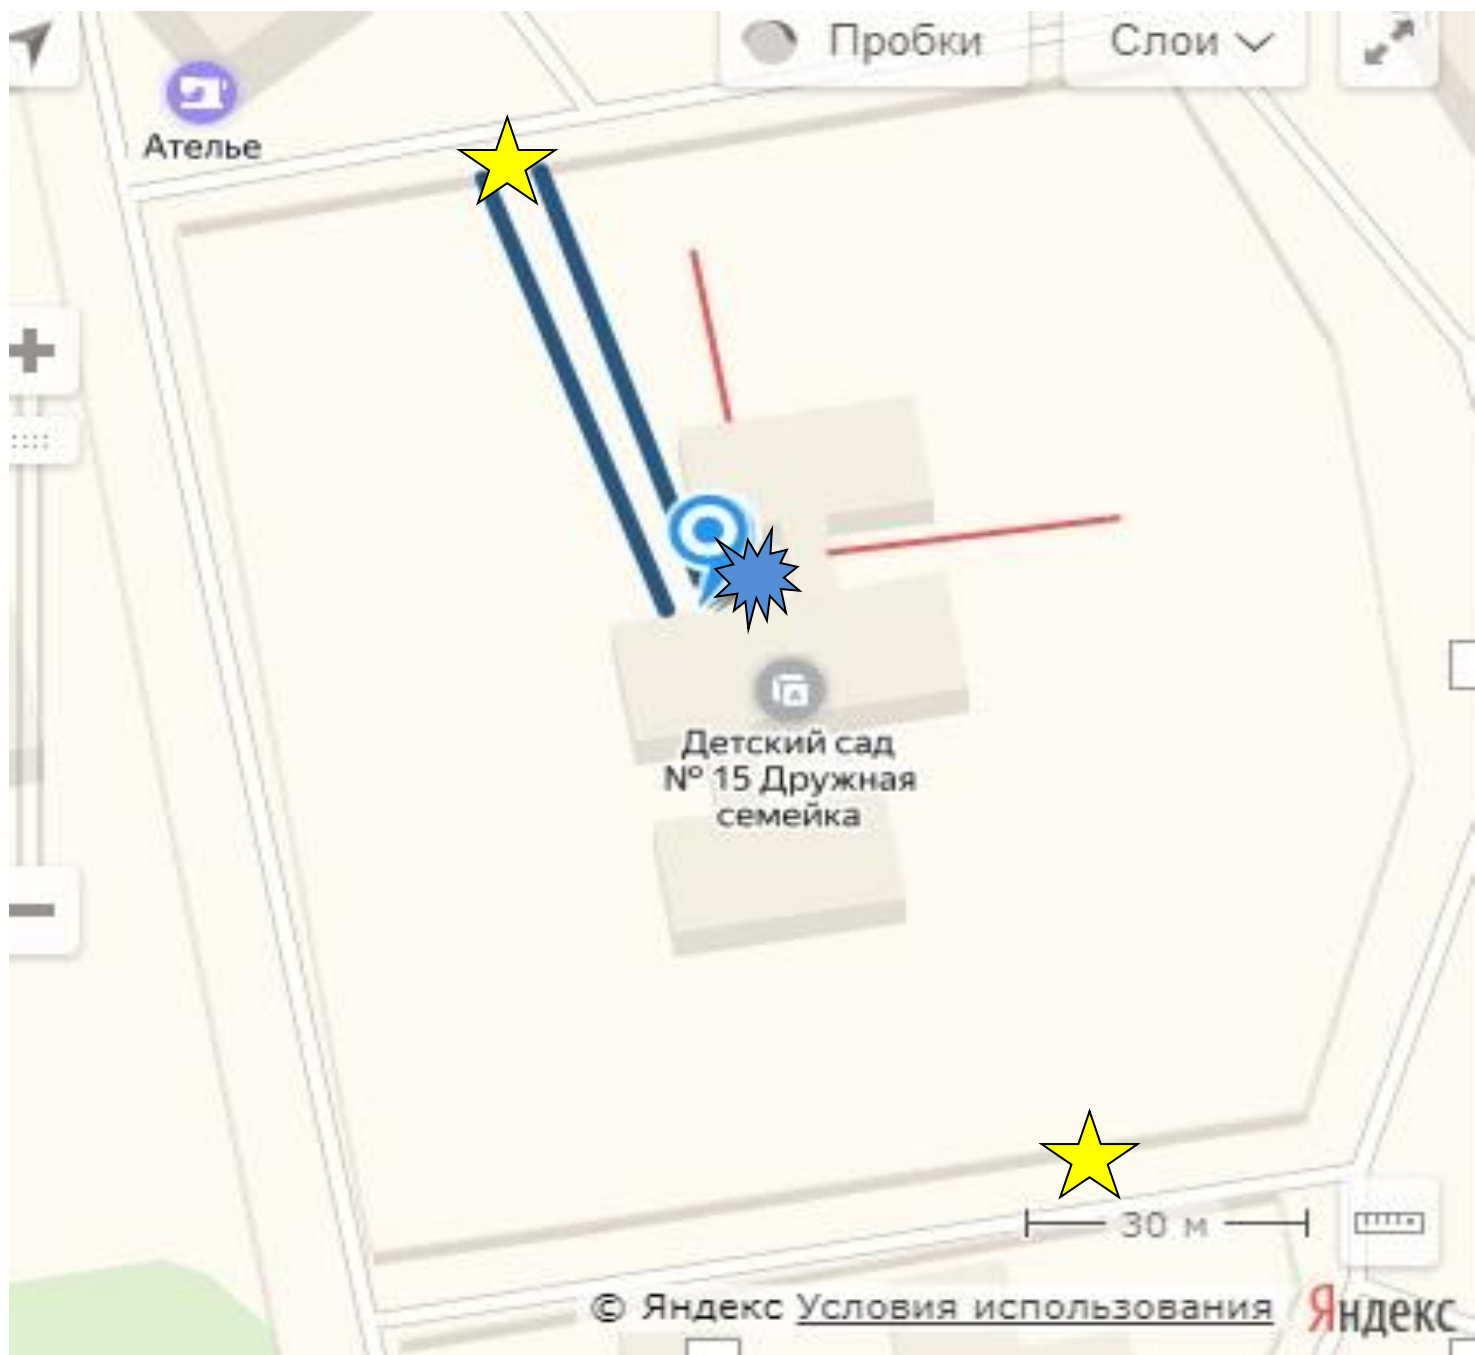 Пробки
Слои
Ателье
Детский сад
№ 15 Дружная
семейка
30 м
© Яндекс Условия использования
Яндекс